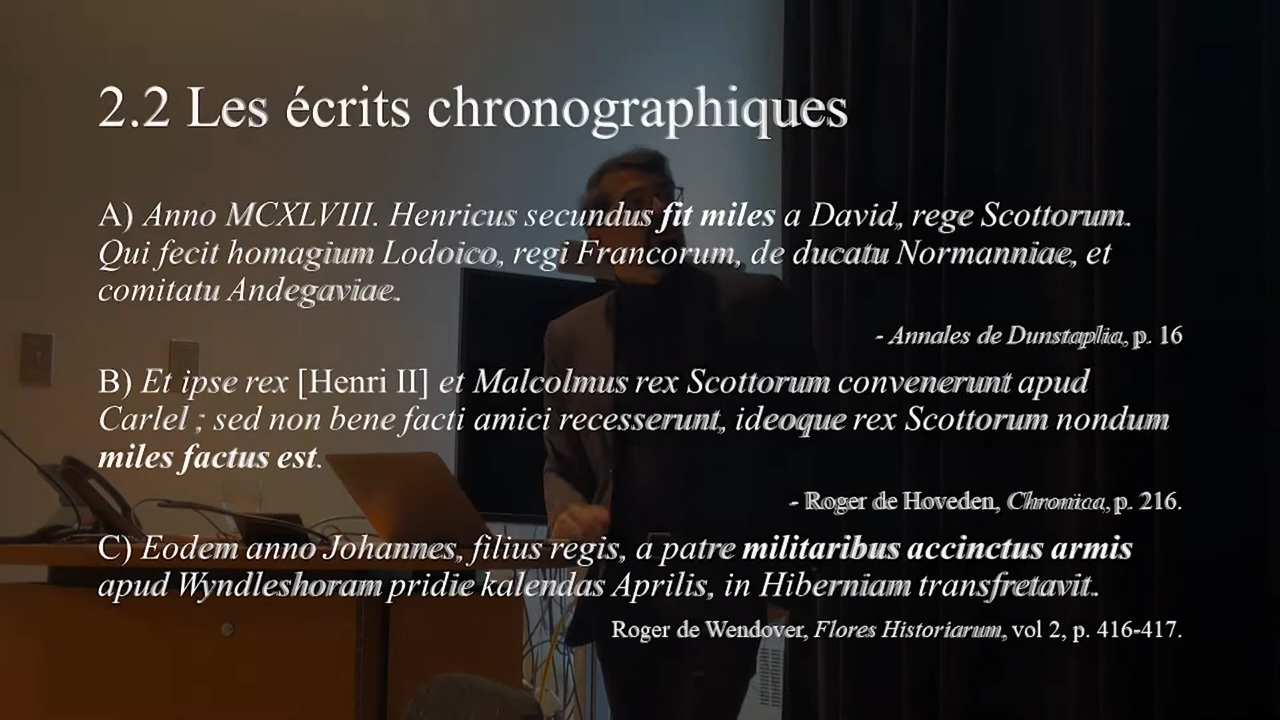 2.2 Les écrits chronographiques
A) Anno MCXLVIII. Henricus secundus fit miles a David, rege Scottorum.
Qui fecit homagium Lodoico, regi Francorum, de ducatu Normanniae, et
comitatu Andegaviae.
- Annales de Dunstaplia, p. 16
B) Et ipse rex [Henri II] et Malcolmus rex Scottorum convenerunt apud
Carlel ; sed non bene facti amici recesserunt, ideoque rex Scottorum nondum
miles factus est.
- Roger de Hoveden, Chronica, p. 216.
C) Eodem anno Johannes, filius regis, a patre militaribus accinctus armis
apud Wyndleshoram pridie kalendas Aprilis, in Hiberniam transfretavit.
Roger de Wendover, Flores Historiarum, vol 2, p. 416-417.